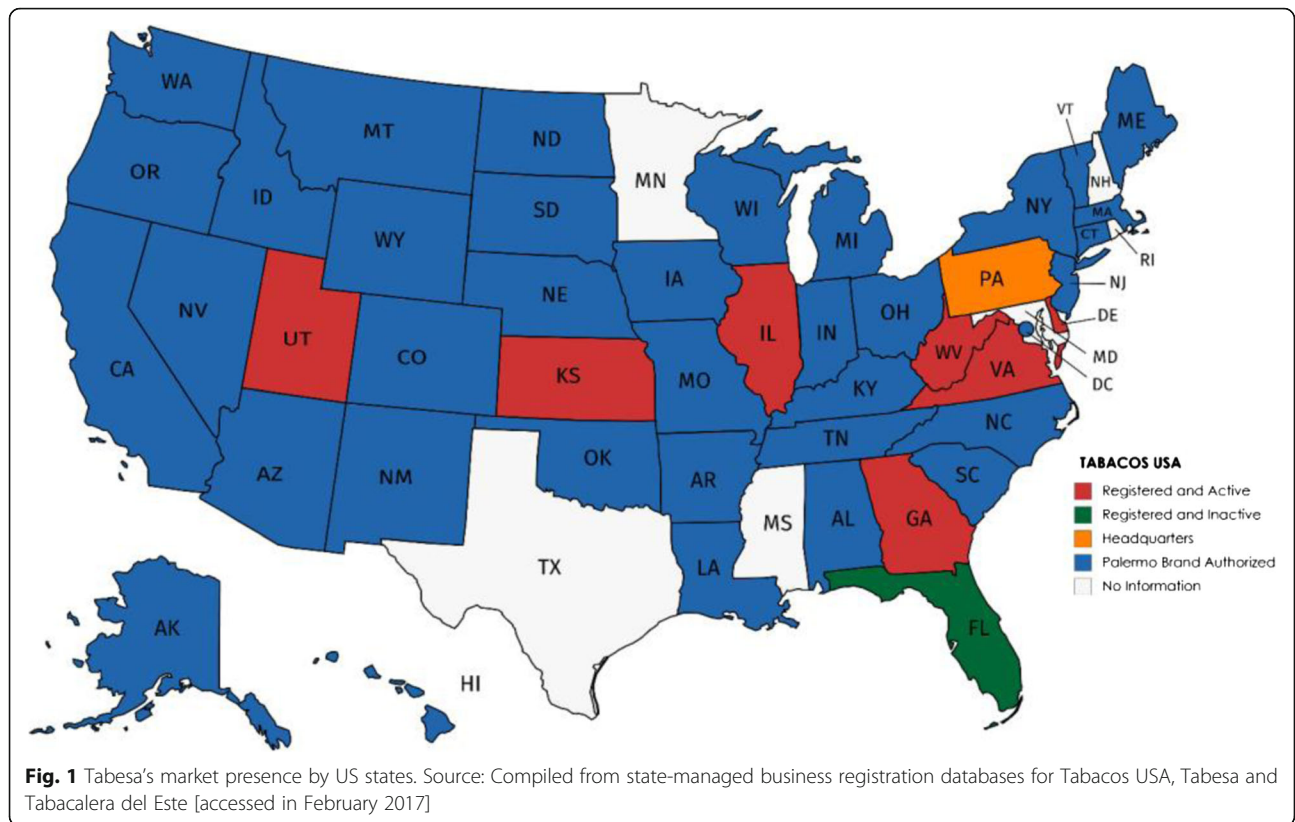 WA
MT
ND
MN
VT
ME
OR
ID
SD
WI
MI
NY
NH
MA
CT
RI
WY
IA
NE
PA
NJ
NV
UT
CO
IL
IN
OH
DE
CA
KS
MO
WV
VA
MD
KY
DC
AZ
NM
OK
AR
TN
NC
SC
MS
AL
GA
TX
LA
FL
AK
HI
TABACOS USA
Registered and Active
Registered and Inactive
Headquarters
Palermo Brand Authorized
No Information
Fig. 1 Tabesa's market presence by US states. Source: Compiled from state-managed business registration databases for Tabacos USA, Tabesa and
Tabacalera del Este [accessed in February 2017]